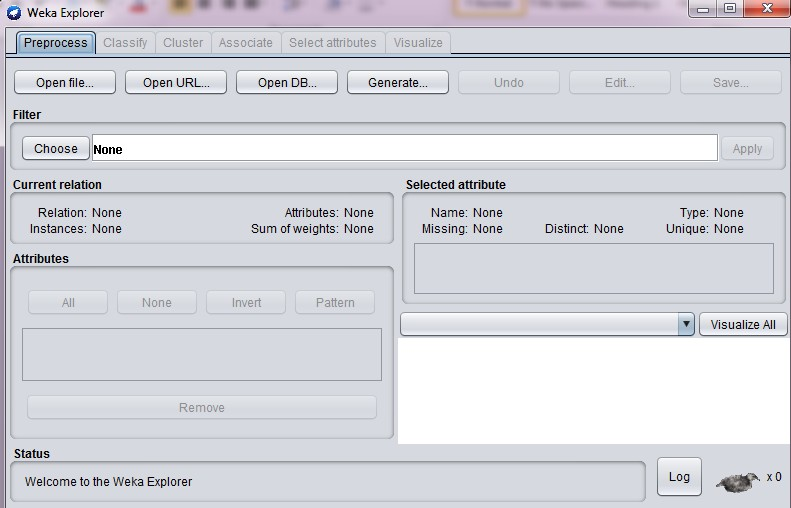 Weka Explorer
Preprocess Classify Cluster Associate Select attributes Visualize
Open file... Open URL... Open DB... Generate... Undo Edit... Save...
Filter
Choose None Apply
Current relation
Relation: None Attributes: None
Instances: None Sum of weights: None
Selected attribute
Name: None Type: None
Missing: None Distinct: None Unique: None
Attributes
All None Invert Pattern
Remove
Visualize All
Status
Welcome to the Weka Explorer
Log x 0